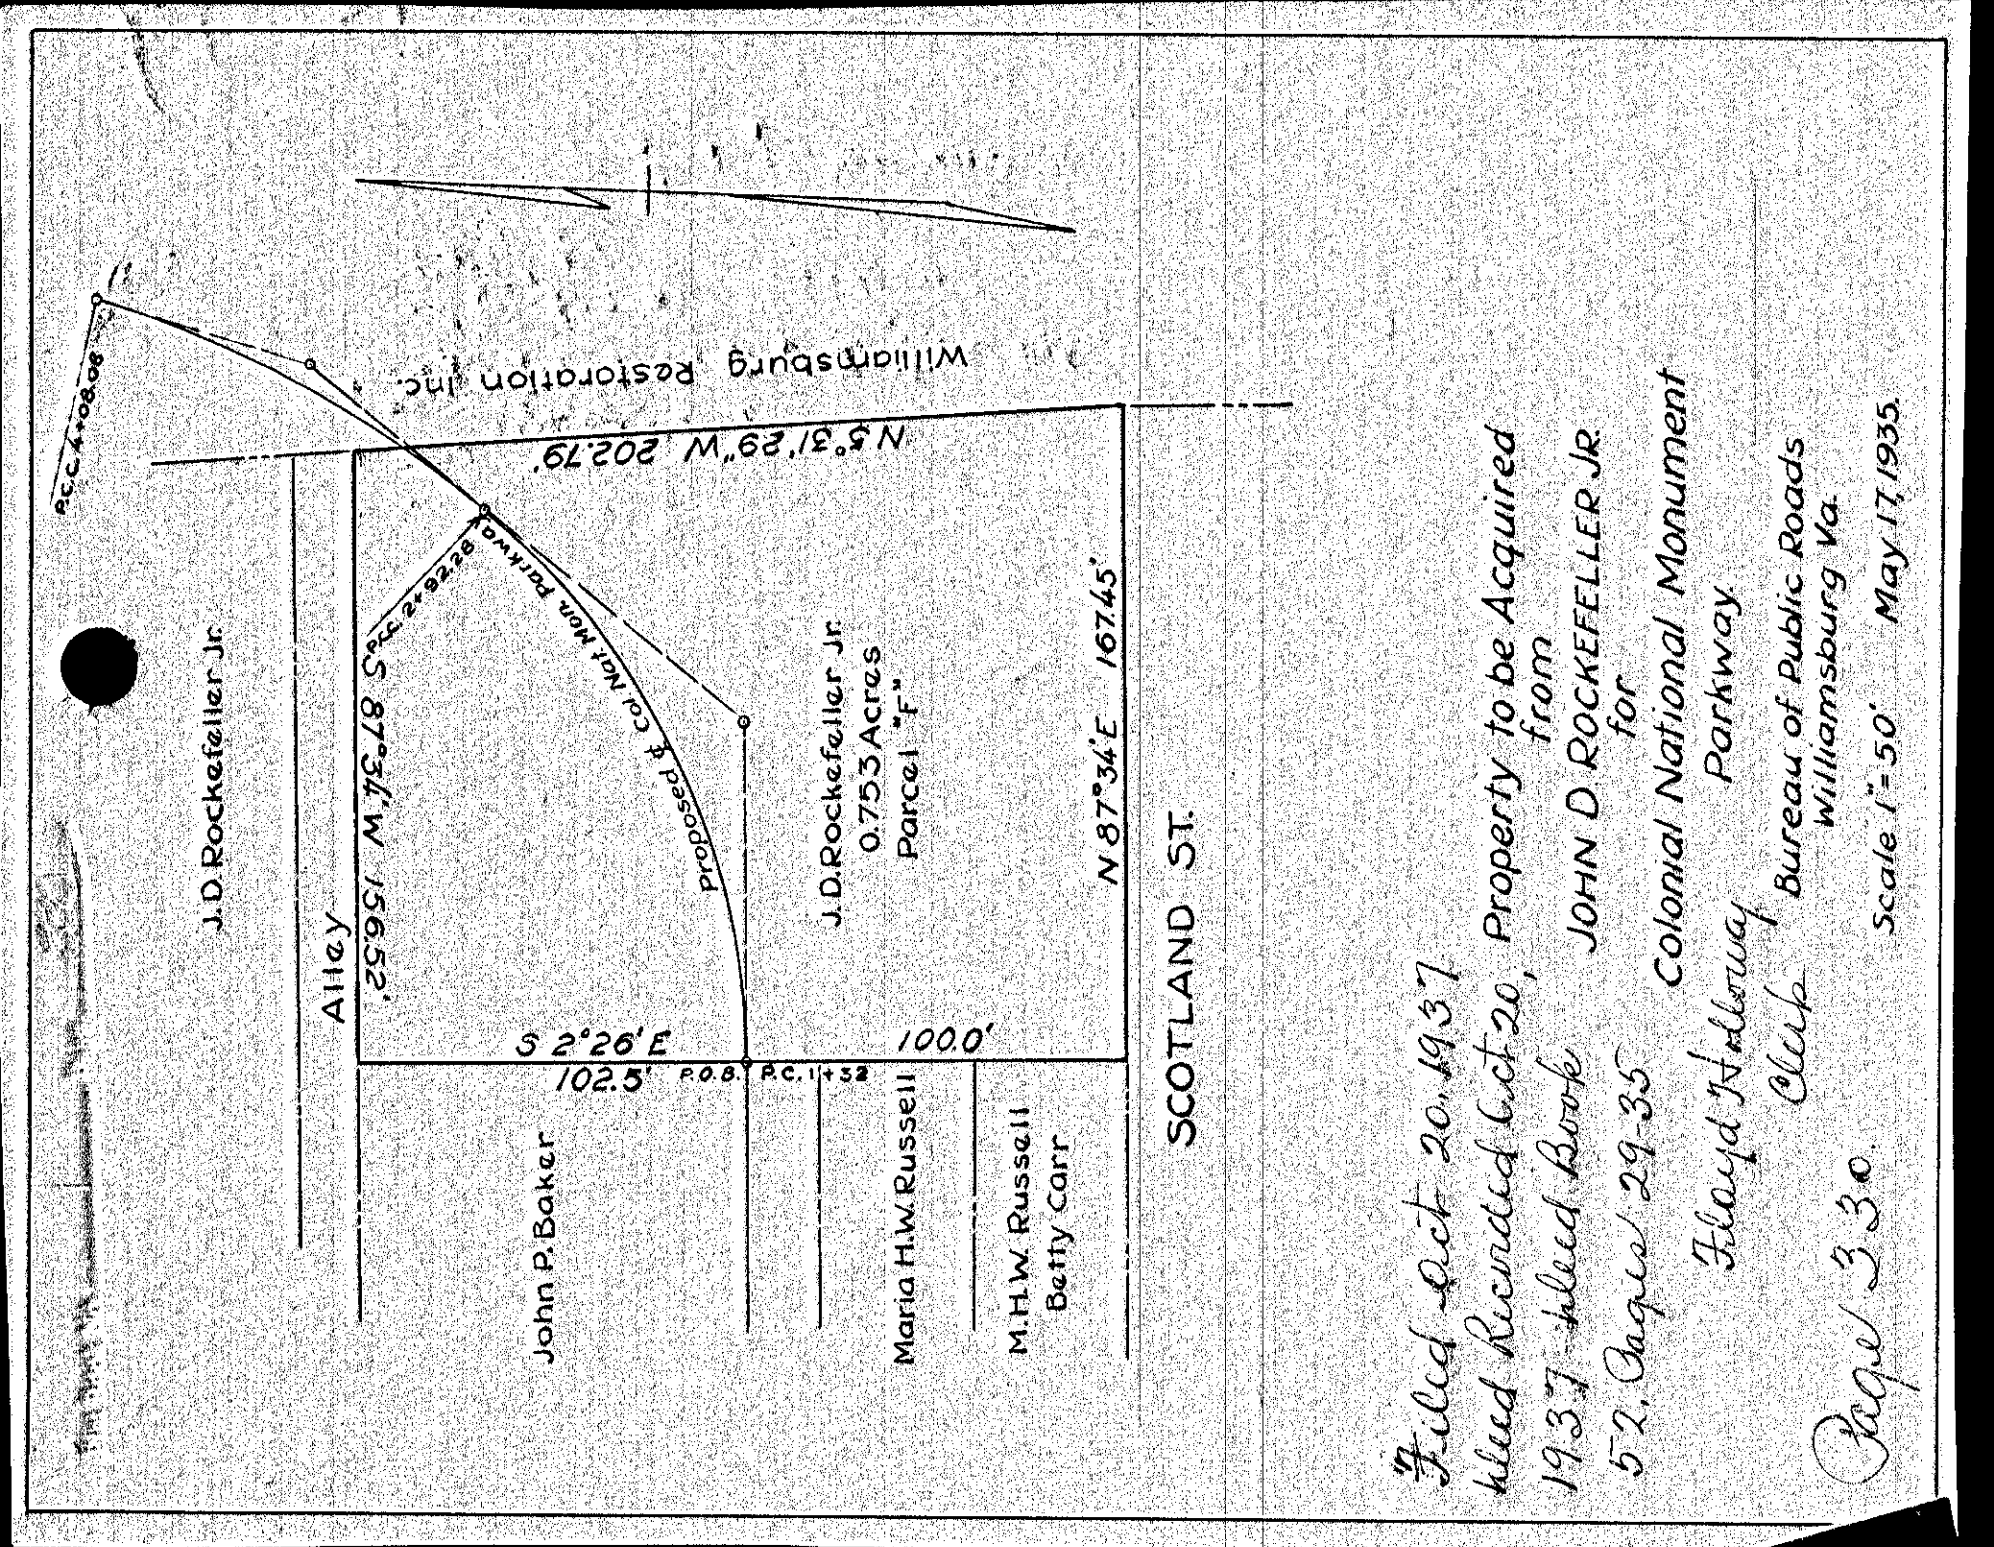 P.C.C. 4+08.08
J.D. Rockefeller Jr.
Alley
S 87°34' W 156.52'
P.C.C. 2+92.28
Proposed ℄ Col. Nat Mon. Parkwa
N 5°31'29" W 202.79'
Williamsburg Restoration Inc.
S 2°26' E
102.5'
P.O.B.
P.C. 1+32
100.0'
J.D. Rockefeller Jr.
0.753 Acres
Parcel "F"
N 87°34' E 167.45'
John P. Baker
Maria H.W. Russell
M.H.W. Russell
Betty Carr
SCOTLAND ST.
Property to be Acquired
from
JOHN D ROCKEFELLER JR.
for
Colonial National Monument
Parkway
Bureau of Public Roads
Williamsburg Va.
Scale 1"=50' May 17, 1935.
"Filed Oct 20, 1937
Deed Recorded Oct 20,
1937 Deed Book
52, Pages 29-35
Floyd Holloway
Clerk
Page 330